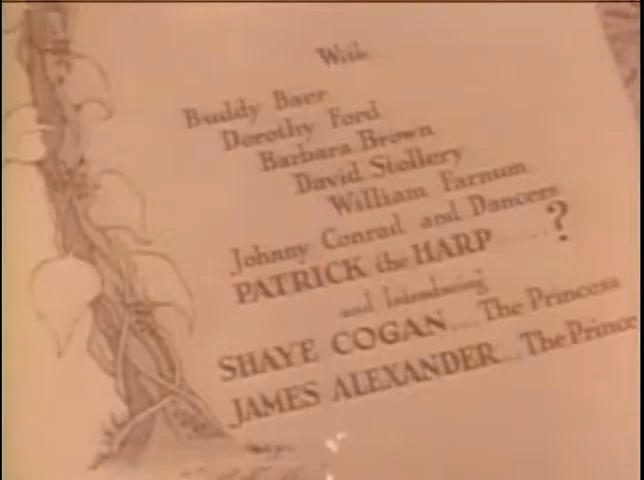 With
Buddy Baer
Dorothy Ford
Barbara Brown
David Stollery
William Farnum
Johnny Conrad and Dancers
PATRICK the HARP ..... ?
and Introducing
SHAYE COGAN.... The Princess
JAMES ALEXANDER... The Prince